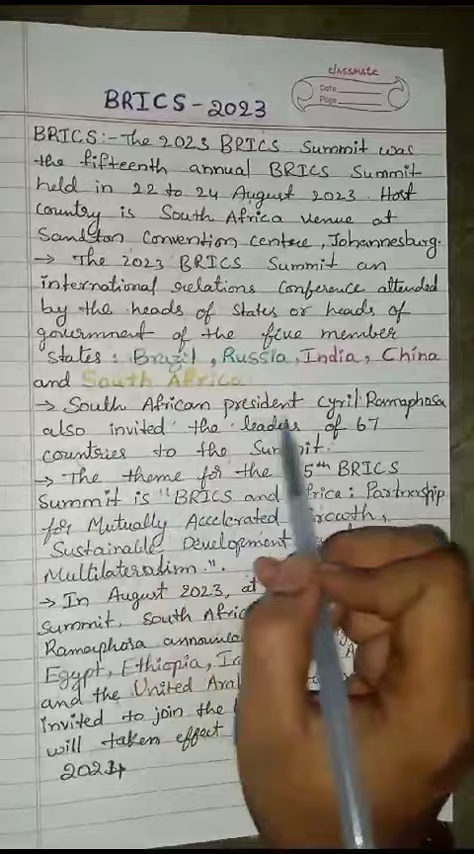 classmate
Date
Page
BRICS-2023
BRICS:- The 2023 BRICS Summit was
the fifteenth annual BRICS Summit
held in 22 to 24 August 2023. Host
country is South Africa venue at
Sandton Convention centre, Johannesburg.
→ The 2023 BRICS Summit an
international relations Conference attended
by the heads of states or heads of
government of the five member
states: Brazil, Russia, India, China
and South Africa
→ South African president Cyril Ramaphosa
also invited the leaders of 67
countries to the Summit.
→ The theme for the 5th BRICS
Summit is "BRICS and frica: Partnership
for Mutually Accelerated Growth,
Sustainable Development
Multilateralism.".
→ In August 2023, at
Summit, South Afric
Ramaphosa announc
Egypt, Ethiopia, I
and the United Ara
invited to join the
will taken effect
2024